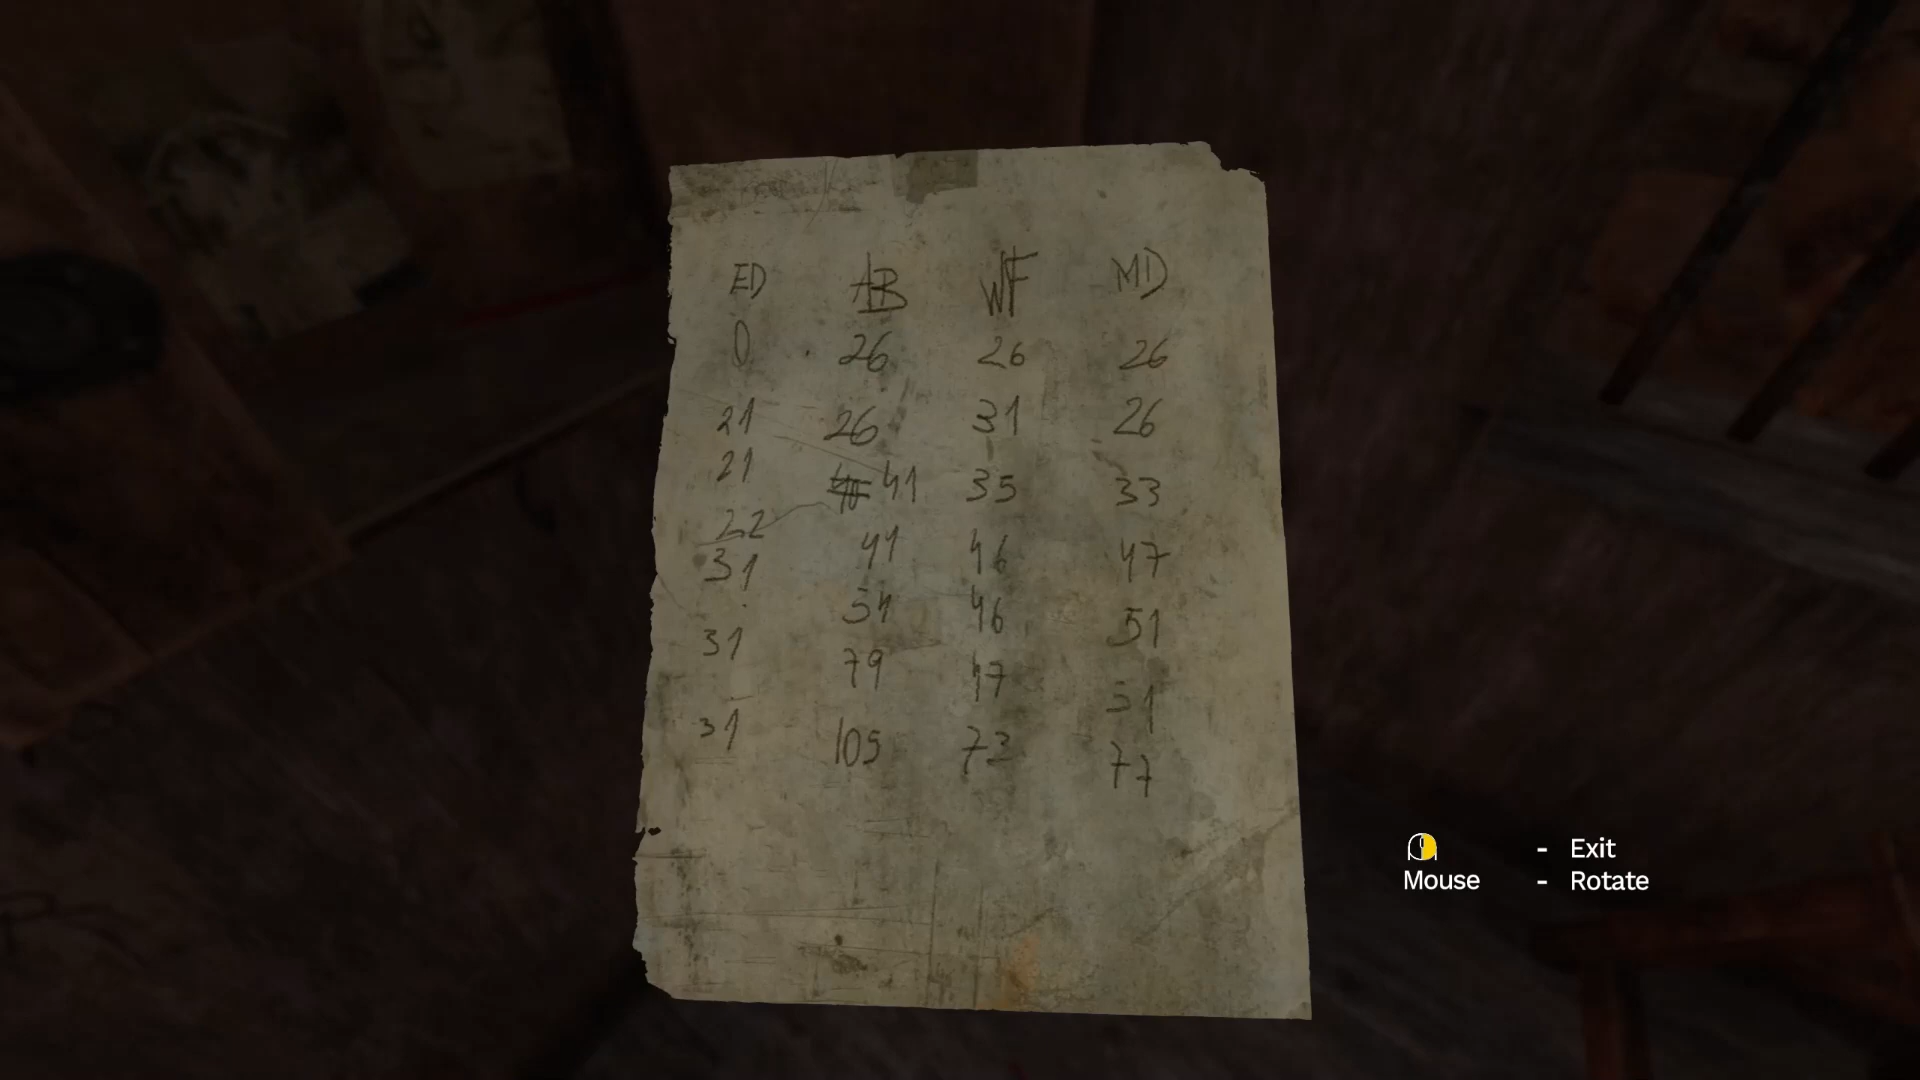 ED AB WF MD
0 26 26 26
21 26 31 26
21 41 35 33
22 41 46 47
31 54 46 51
31 79 47 51
31 105 73 77
- Exit
Mouse - Rotate